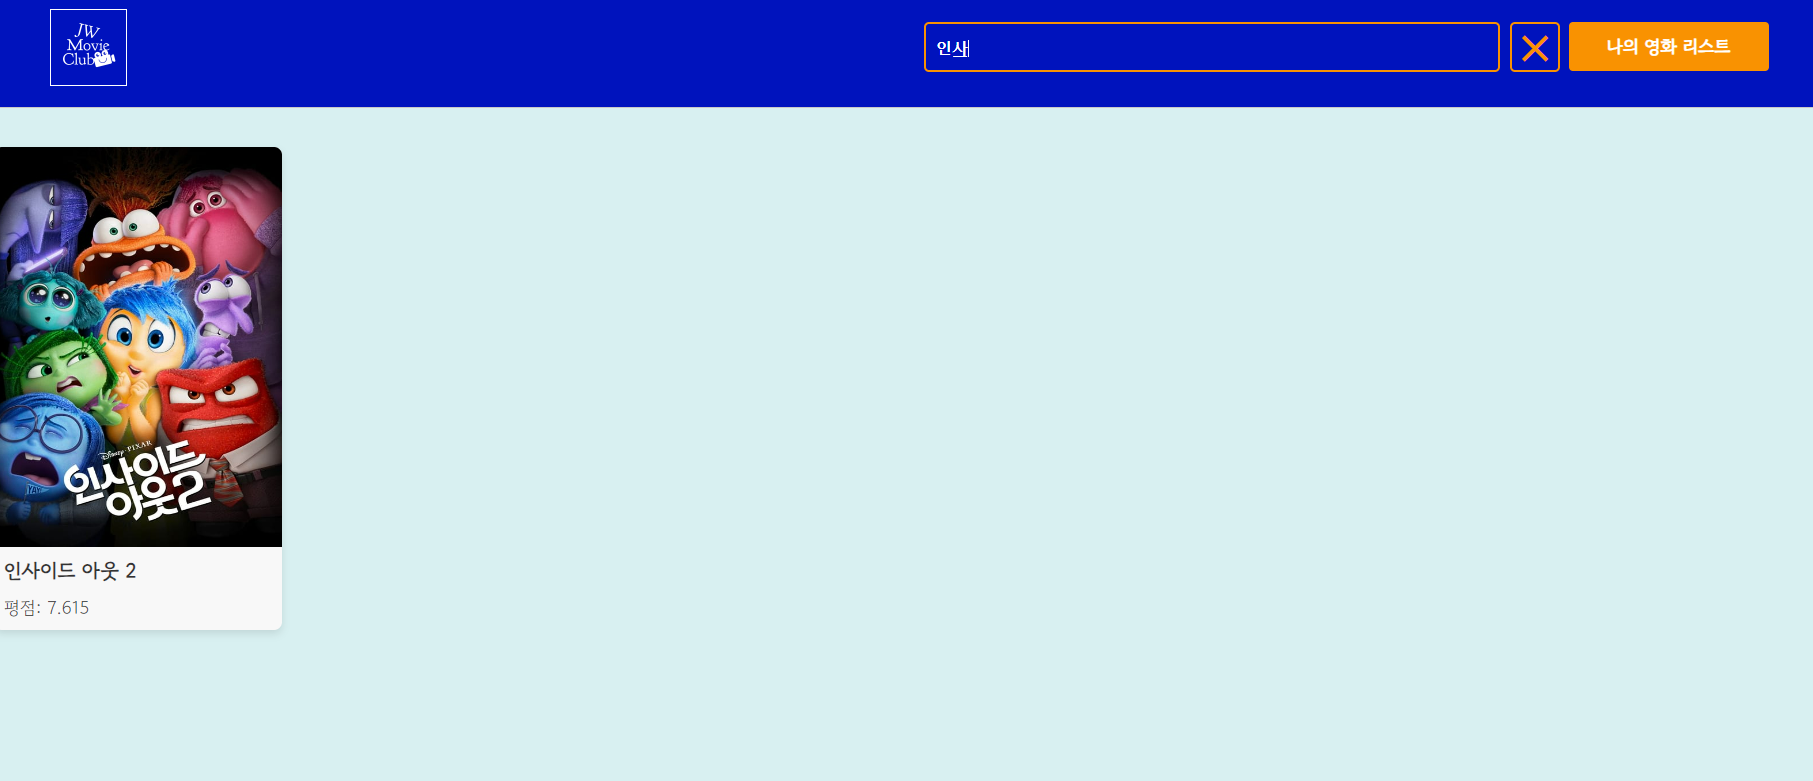 JW
Movie
Club
인사
나의 영화 리스트
Disney PIXAR
인사이드
아웃2
인사이드 아웃 2
평점: 7.615